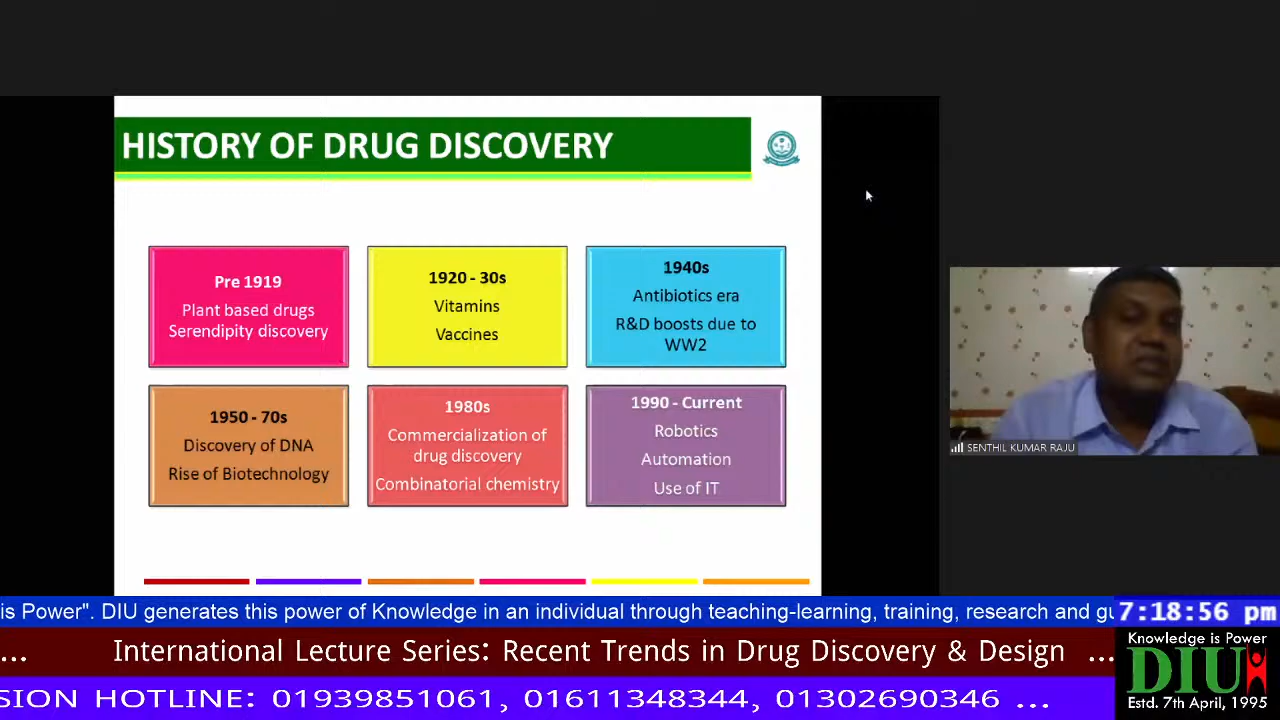 HISTORY OF DRUG DISCOVERY
Pre 1919
Plant based drugs
Serendipity discovery
1920 - 30s
Vitamins
Vaccines
1940s
Antibiotics era
R&D boosts due to
WW2
1950 - 70s
Discovery of DNA
Rise of Biotechnology
1980s
Commercialization of
drug discovery
Combinatorial chemistry
1990 - Current
Robotics
Automation
Use of IT
SENTHIL KUMAR RAJU
is Power". DIU generates this power of Knowledge in an individual through teaching-learning, training, research and gu
7:18:56 pm
... International Lecture Series: Recent Trends in Drug Discovery & Design ...
SION HOTLINE: 01939851061, 01611348344, 01302690346 ...
Knowledge is Power
DIU
Estd. 7th April, 1995